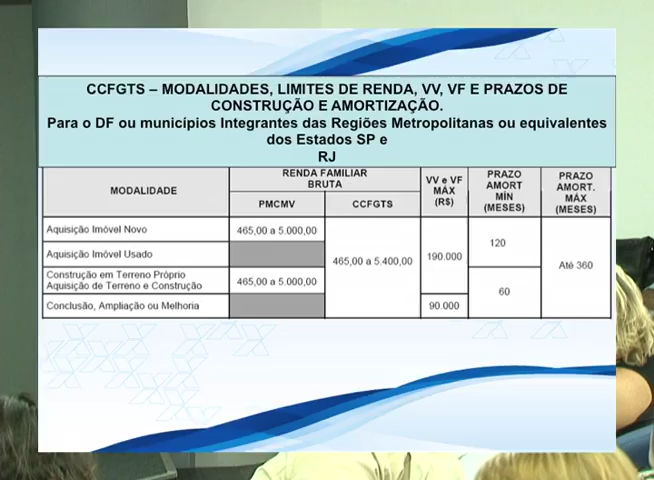 CCFGTS – MODALIDADES, LIMITES DE RENDA, VV, VF E PRAZOS DE
CONSTRUÇÃO E AMORTIZAÇÃO.
Para o DF ou municípios Integrantes das Regiões Metropolitanas ou equivalentes
dos Estados SP e
RJ
MODALIDADE
RENDA FAMILIAR
BRUTA
PMCMV
CCFGTS
VV e VF
MÁX
(R$)
PRAZO
AMORT
MÍN
(MESES)
PRAZO
AMORT.
MÁX
(MESES)
Aquisição Imóvel Novo
465,00 a 5.000,00
Aquisição Imóvel Usado
465,00 a 5.400,00
190.000
120
Até 360
Construção em Terreno Próprio
Aquisição de Terreno e Construção
465,00 a 5.000,00
60
Conclusão, Ampliação ou Melhoria
90.000